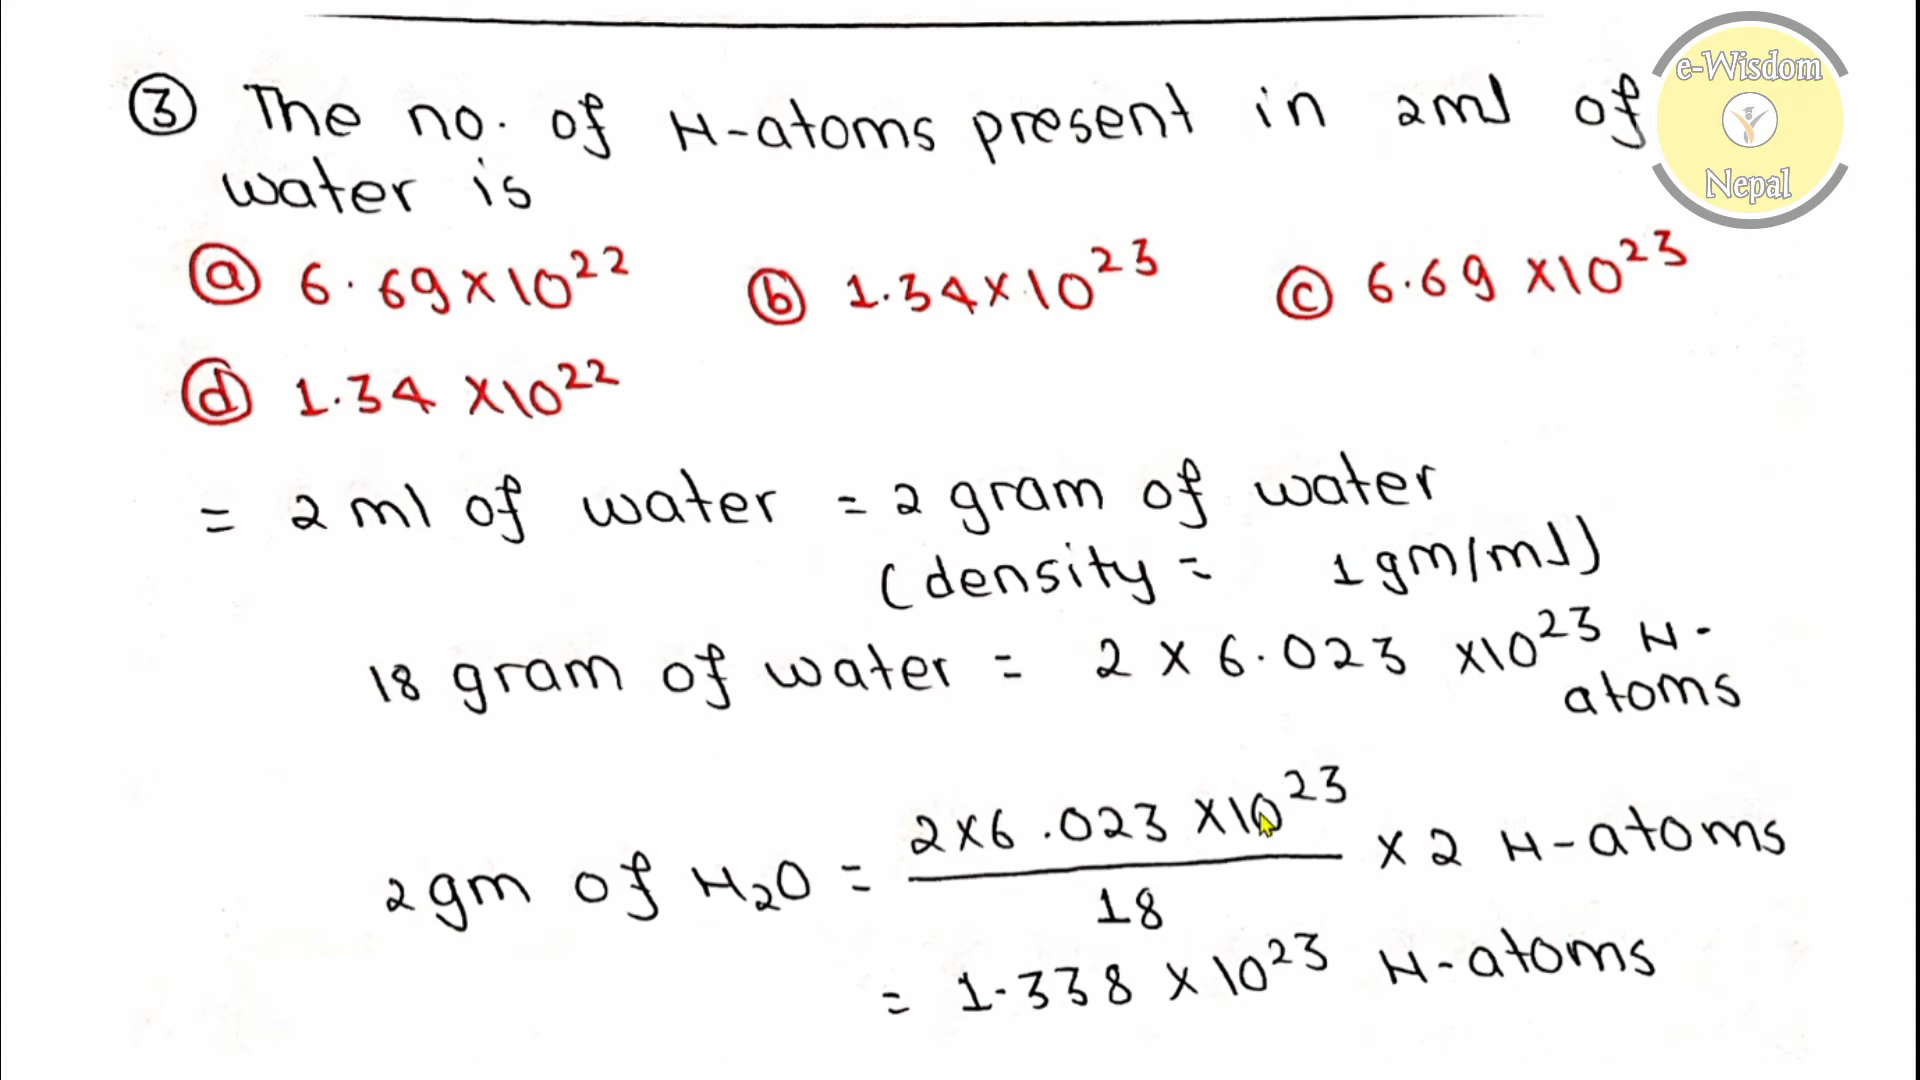 ③ The no. of H-atoms present in 2ml of
water is
ⓐ 6.69×10²² ⓑ 1.34×10²³ ⓒ 6.69×10²³
ⓓ 1.34×10²²
= 2ml of water = 2 gram of water
(density = 1gm/ml)
18 gram of water = 2×6.023×10²³ H-
atoms
2gm of H₂O = 2×6.023×10²³/18 ×2 H-atoms
= 1.338×10²³ H-atoms
e-Wisdom
Nepal